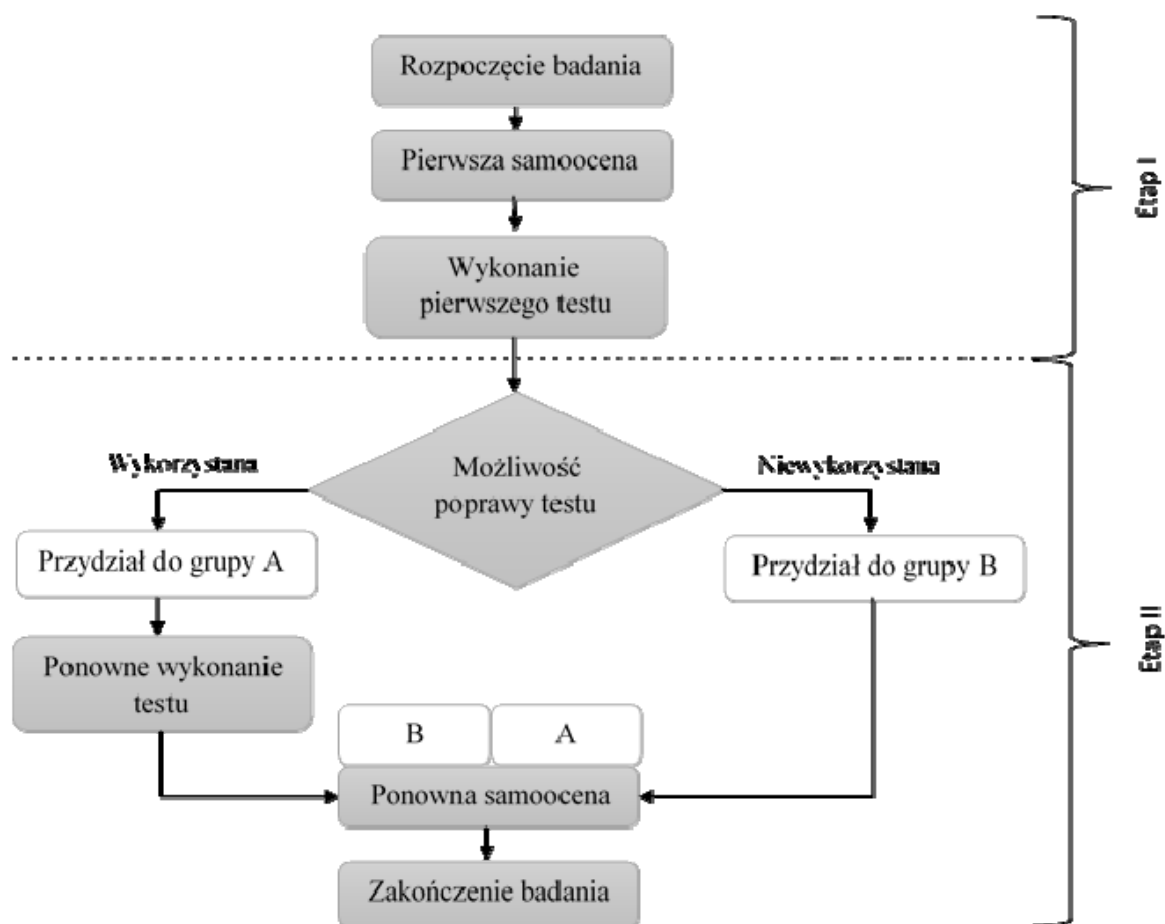 Rozpoczęcie badania
Pierwsza samoocena
Wykonanie
pierwszego testu
Etap I
Możliwość
poprawy testu
Wykorzystana
Niewykorzystana
Przydział do grupy A
Przydział do grupy B
Ponowne wykonanie
testu
B
A
Ponowna samoocena
Zakończenie badania
Etap II